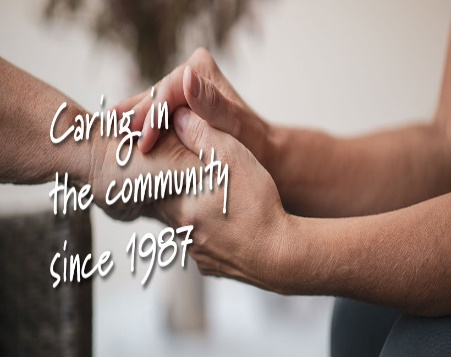 Caring in
the community
since 1987